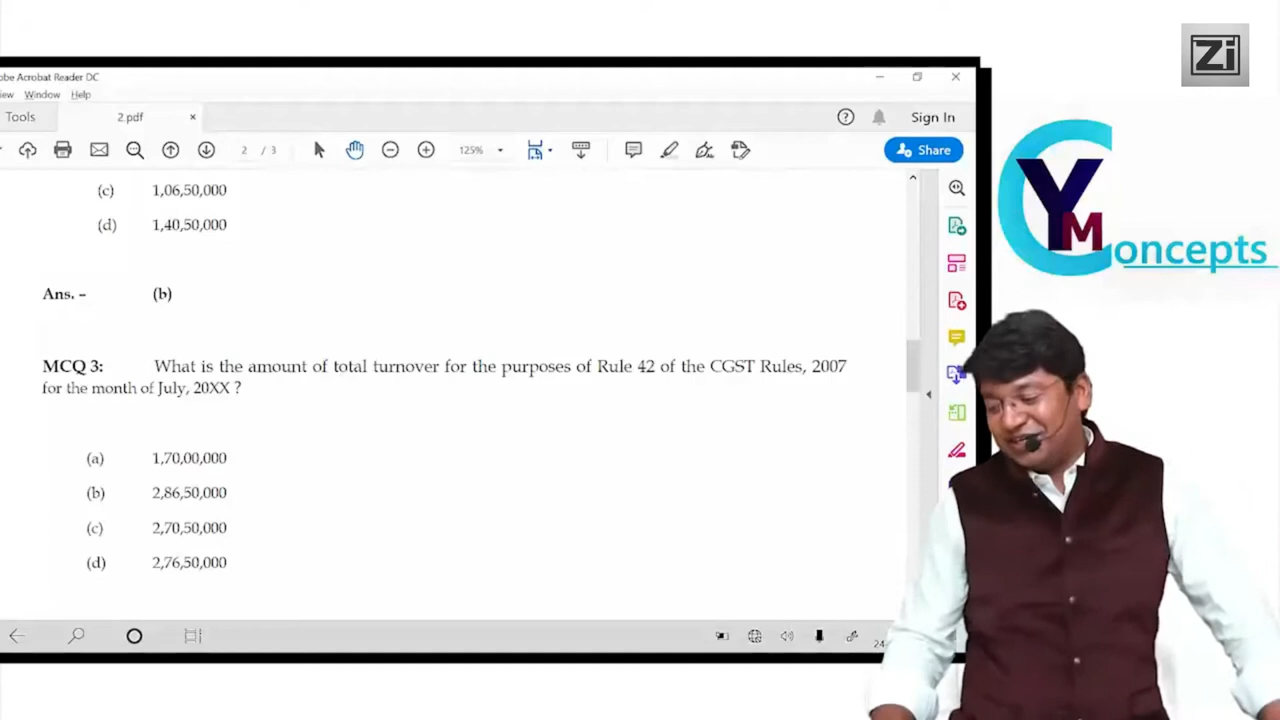 Zi
obe Acrobat Reader DC
iew Window Help
Tools 2.pdf × Sign In
2 / 3 125% Share
(c) 1,06,50,000
(d) 1,40,50,000
Ans. – (b)
MCQ 3: What is the amount of total turnover for the purposes of Rule 42 of the CGST Rules, 2007
for the month of July, 20XX ?
(a) 1,70,00,000
(b) 2,86,50,000
(c) 2,70,50,000
(d) 2,76,50,000
24
CYM
oncepts